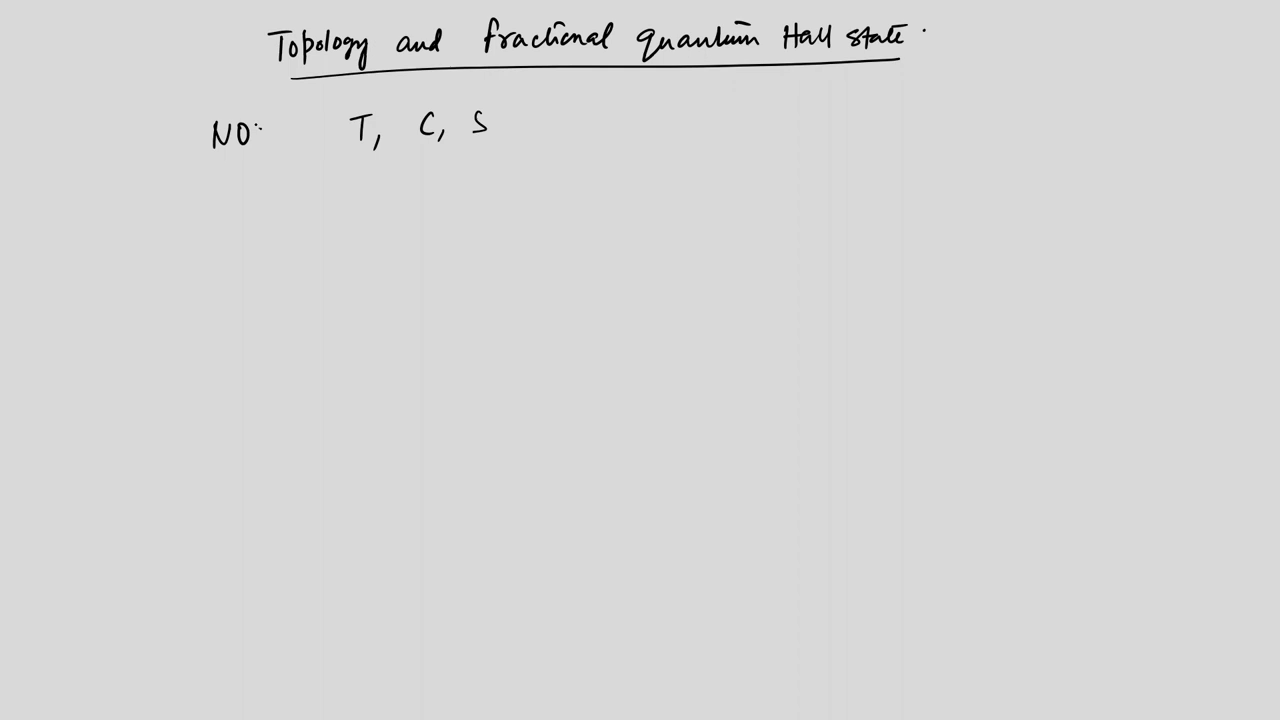 Topology and fractional quantum Hall state.
NO: T, C, S